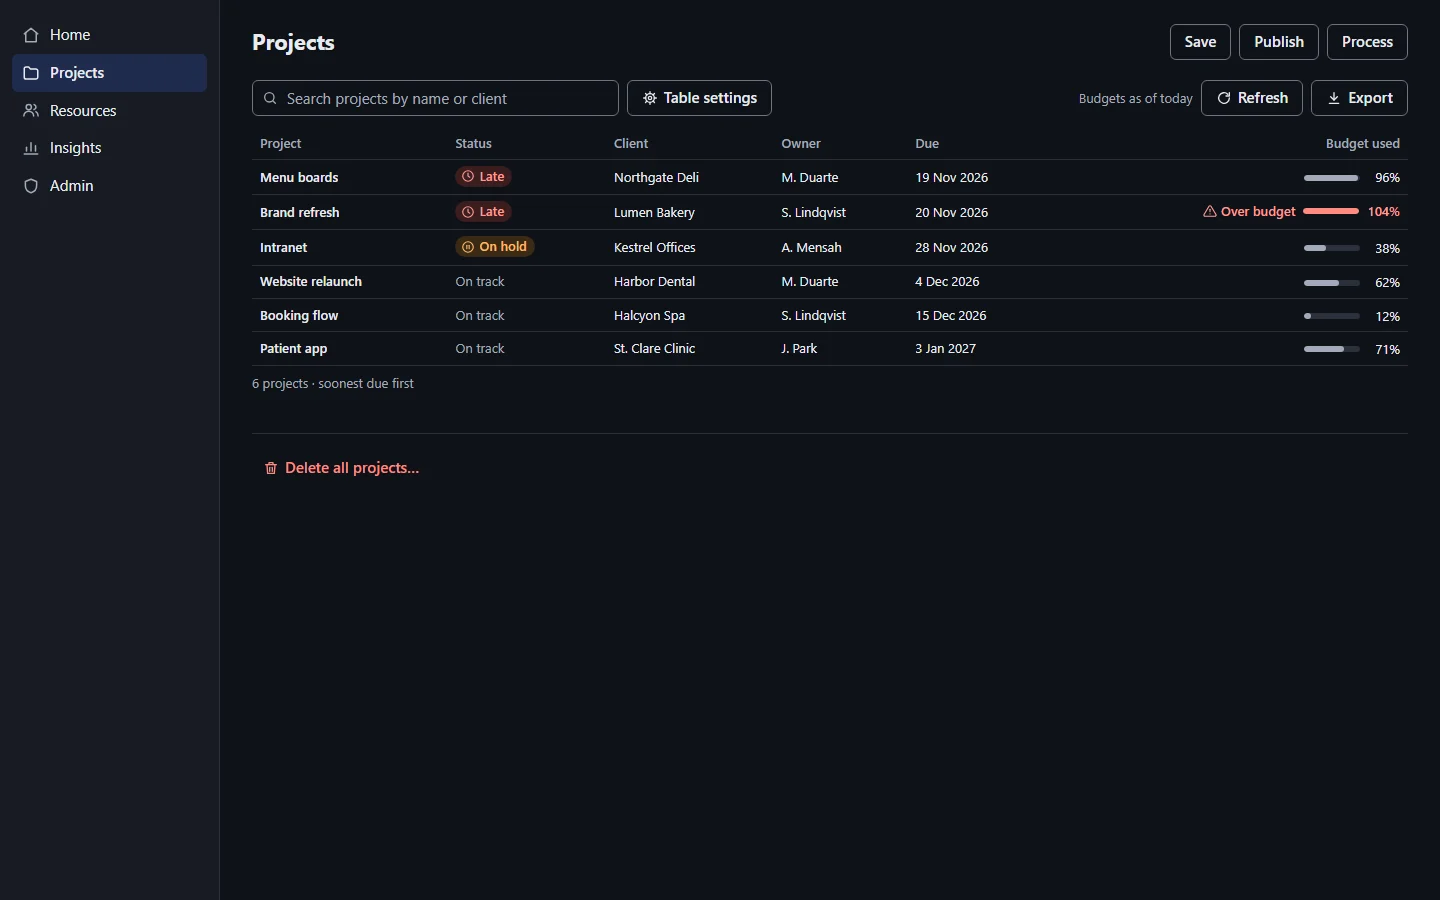 Home
Projects
Resources
Insights
Admin
Projects
Save Publish Process
Search projects by name or client Table settings Budgets as of today Refresh Export
Project Status Client Owner Due Budget used
Menu boards Late Northgate Deli M. Duarte 19 Nov 2026 96%
Brand refresh Late Lumen Bakery S. Lindqvist 20 Nov 2026 Over budget 104%
Intranet On hold Kestrel Offices A. Mensah 28 Nov 2026 38%
Website relaunch On track Harbor Dental M. Duarte 4 Dec 2026 62%
Booking flow On track Halcyon Spa S. Lindqvist 15 Dec 2026 12%
Patient app On track St. Clare Clinic J. Park 3 Jan 2027 71%
6 projects · soonest due first
Delete all projects...